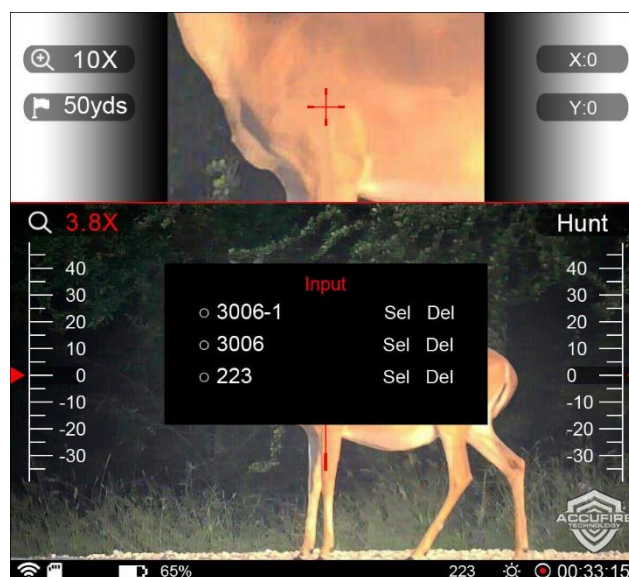 10X
X:0
50yds
Y:0
3.8X
Hunt
Input
3006-1 Sel Del
3006 Sel Del
223 Sel Del
40 40
30 30
20 20
10 10
0 0
-10 -10
-20 -20
-30 -30
ACCUFIRE
TECHNOLOGY
65% 223 00:33:15